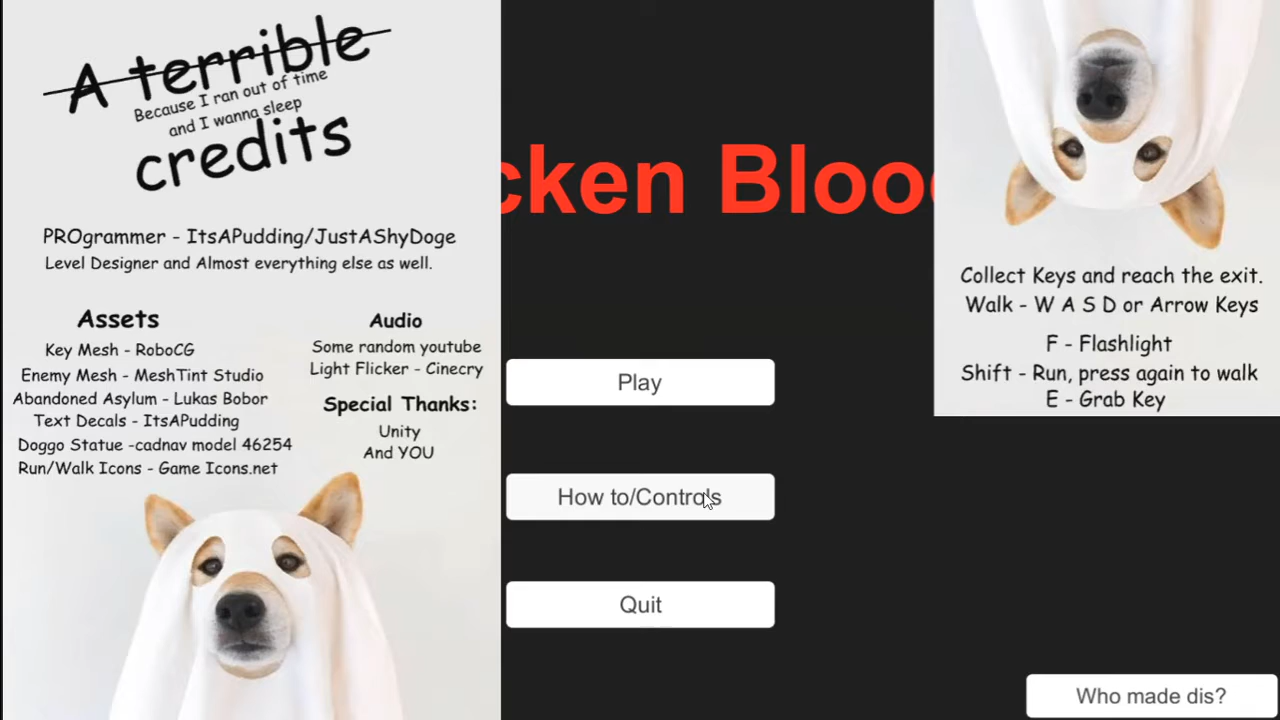 A terrible
Because I ran out of time
and I wanna sleep
credits
PROgrammer - ItsAPudding/JustAShyDoge
Level Designer and Almost everything else as well.
Assets
Key Mesh - RoboCG
Enemy Mesh - MeshTint Studio
Abandoned Asylum - Lukas Bobor
Text Decals - ItsAPudding
Doggo Statue -cadnav model 46254
Run/Walk Icons - Game Icons.net
Audio
Some random youtube
Light Flicker - Cinecry
Special Thanks:
Unity
And YOU
cken Bloo
Play
How to/Controls
Quit
Collect Keys and reach the exit.
Walk - W A S D or Arrow Keys
F - Flashlight
Shift - Run, press again to walk
E - Grab Key
Who made dis?